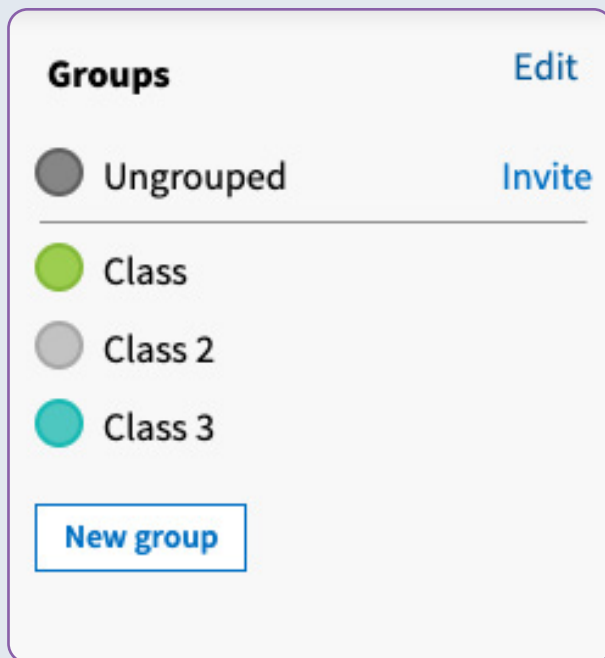 Groups Edit
Ungrouped Invite
Class
Class 2
Class 3
New group